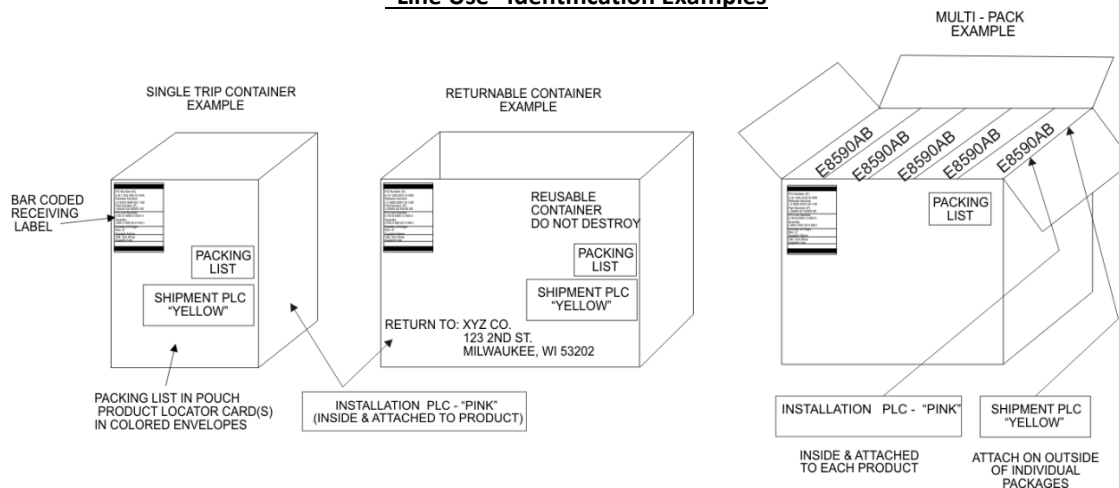 "Line Use" Identification Examples
MULTI - PACK
EXAMPLE
SINGLE TRIP CONTAINER
EXAMPLE
RETURNABLE CONTAINER
EXAMPLE
E8590AB
E8590AB
E8590AB
E8590AB
E8590AB
BAR CODED
RECEIVING
LABEL
REUSABLE
CONTAINER
DO NOT DESTROY
PACKING
LIST
PACKING
LIST
PACKING
LIST
SHIPMENT PLC
"YELLOW"
SHIPMENT PLC
"YELLOW"
RETURN TO: XYZ CO.
123 2ND ST.
MILWAUKEE, WI 53202
PACKING LIST IN POUCH
PRODUCT LOCATOR CARD(S)
IN COLORED ENVELOPES
INSTALLATION PLC - "PINK"
(INSIDE & ATTACHED TO PRODUCT)
INSTALLATION PLC - "PINK"
INSIDE & ATTACHED
TO EACH PRODUCT
SHIPMENT PLC
"YELLOW"
ATTACH ON OUTSIDE
OF INDIVIDUAL
PACKAGES